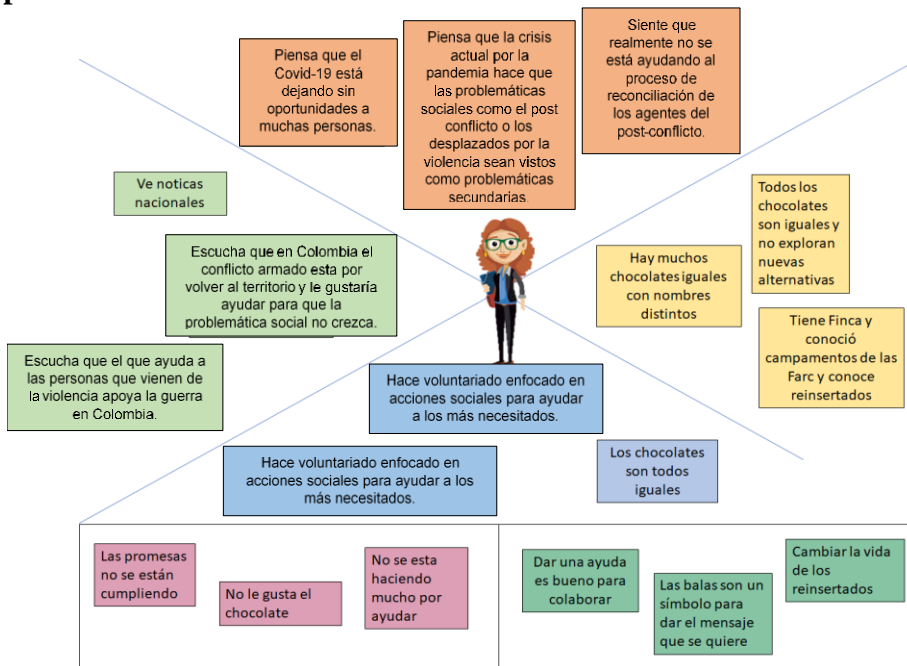 Piensa que el
Covid-19 está
dejando sin
oportunidades a
muchas personas.
Piensa que la crisis
actual por la
pandemia hace que
las problemáticas
sociales como el post
conflicto o los
desplazados por la
violencia sean vistos
como problemáticas
secundarias.
Siente que
realmente no se
está ayudando al
proceso de
reconciliación de
los agentes del
post-conflicto.
Ve noticas
nacionales
Escucha que en Colombia el
conflicto armado esta por
volver al territorio y le gustaría
ayudar para que la
problemática social no crezca.
Escucha que el que ayuda a
las personas que vienen de
la violencia apoya la guerra
en Colombia.
Todos los
chocolates
son iguales y
no exploran
nuevas
alternativas
Hay muchos
chocolates iguales
con nombres
distintos
Tiene Finca y
conoció
campamentos de las
Farc y conoce
reinsertados
Hace voluntariado enfocado en
acciones sociales para ayudar
a los más necesitados.
Hace voluntariado enfocado en
acciones sociales para ayudar a los
más necesitados.
Los chocolates
son todos
iguales
Las promesas
no se están
cumpliendo
No le gusta el
chocolate
No se esta
haciendo
mucho por
ayudar
Dar una ayuda
es bueno para
colaborar
Las balas son un
símbolo para
dar el mensaje
que se quiere
Cambiar la vida
de los
reinsertados